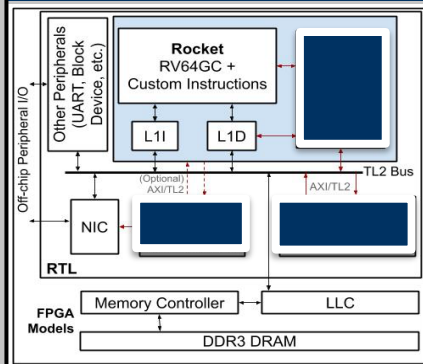 Off-chip Peripheral I/O
Other Peripherals
(UART, Block
Device, etc.)
Rocket
RV64GC +
Custom Instructions
L1I
L1D
TL2 Bus
(Optional)
AXI/TL2
AXI/TL2
NIC
RTL
FPGA
Models
Memory Controller
LLC
DDR3 DRAM